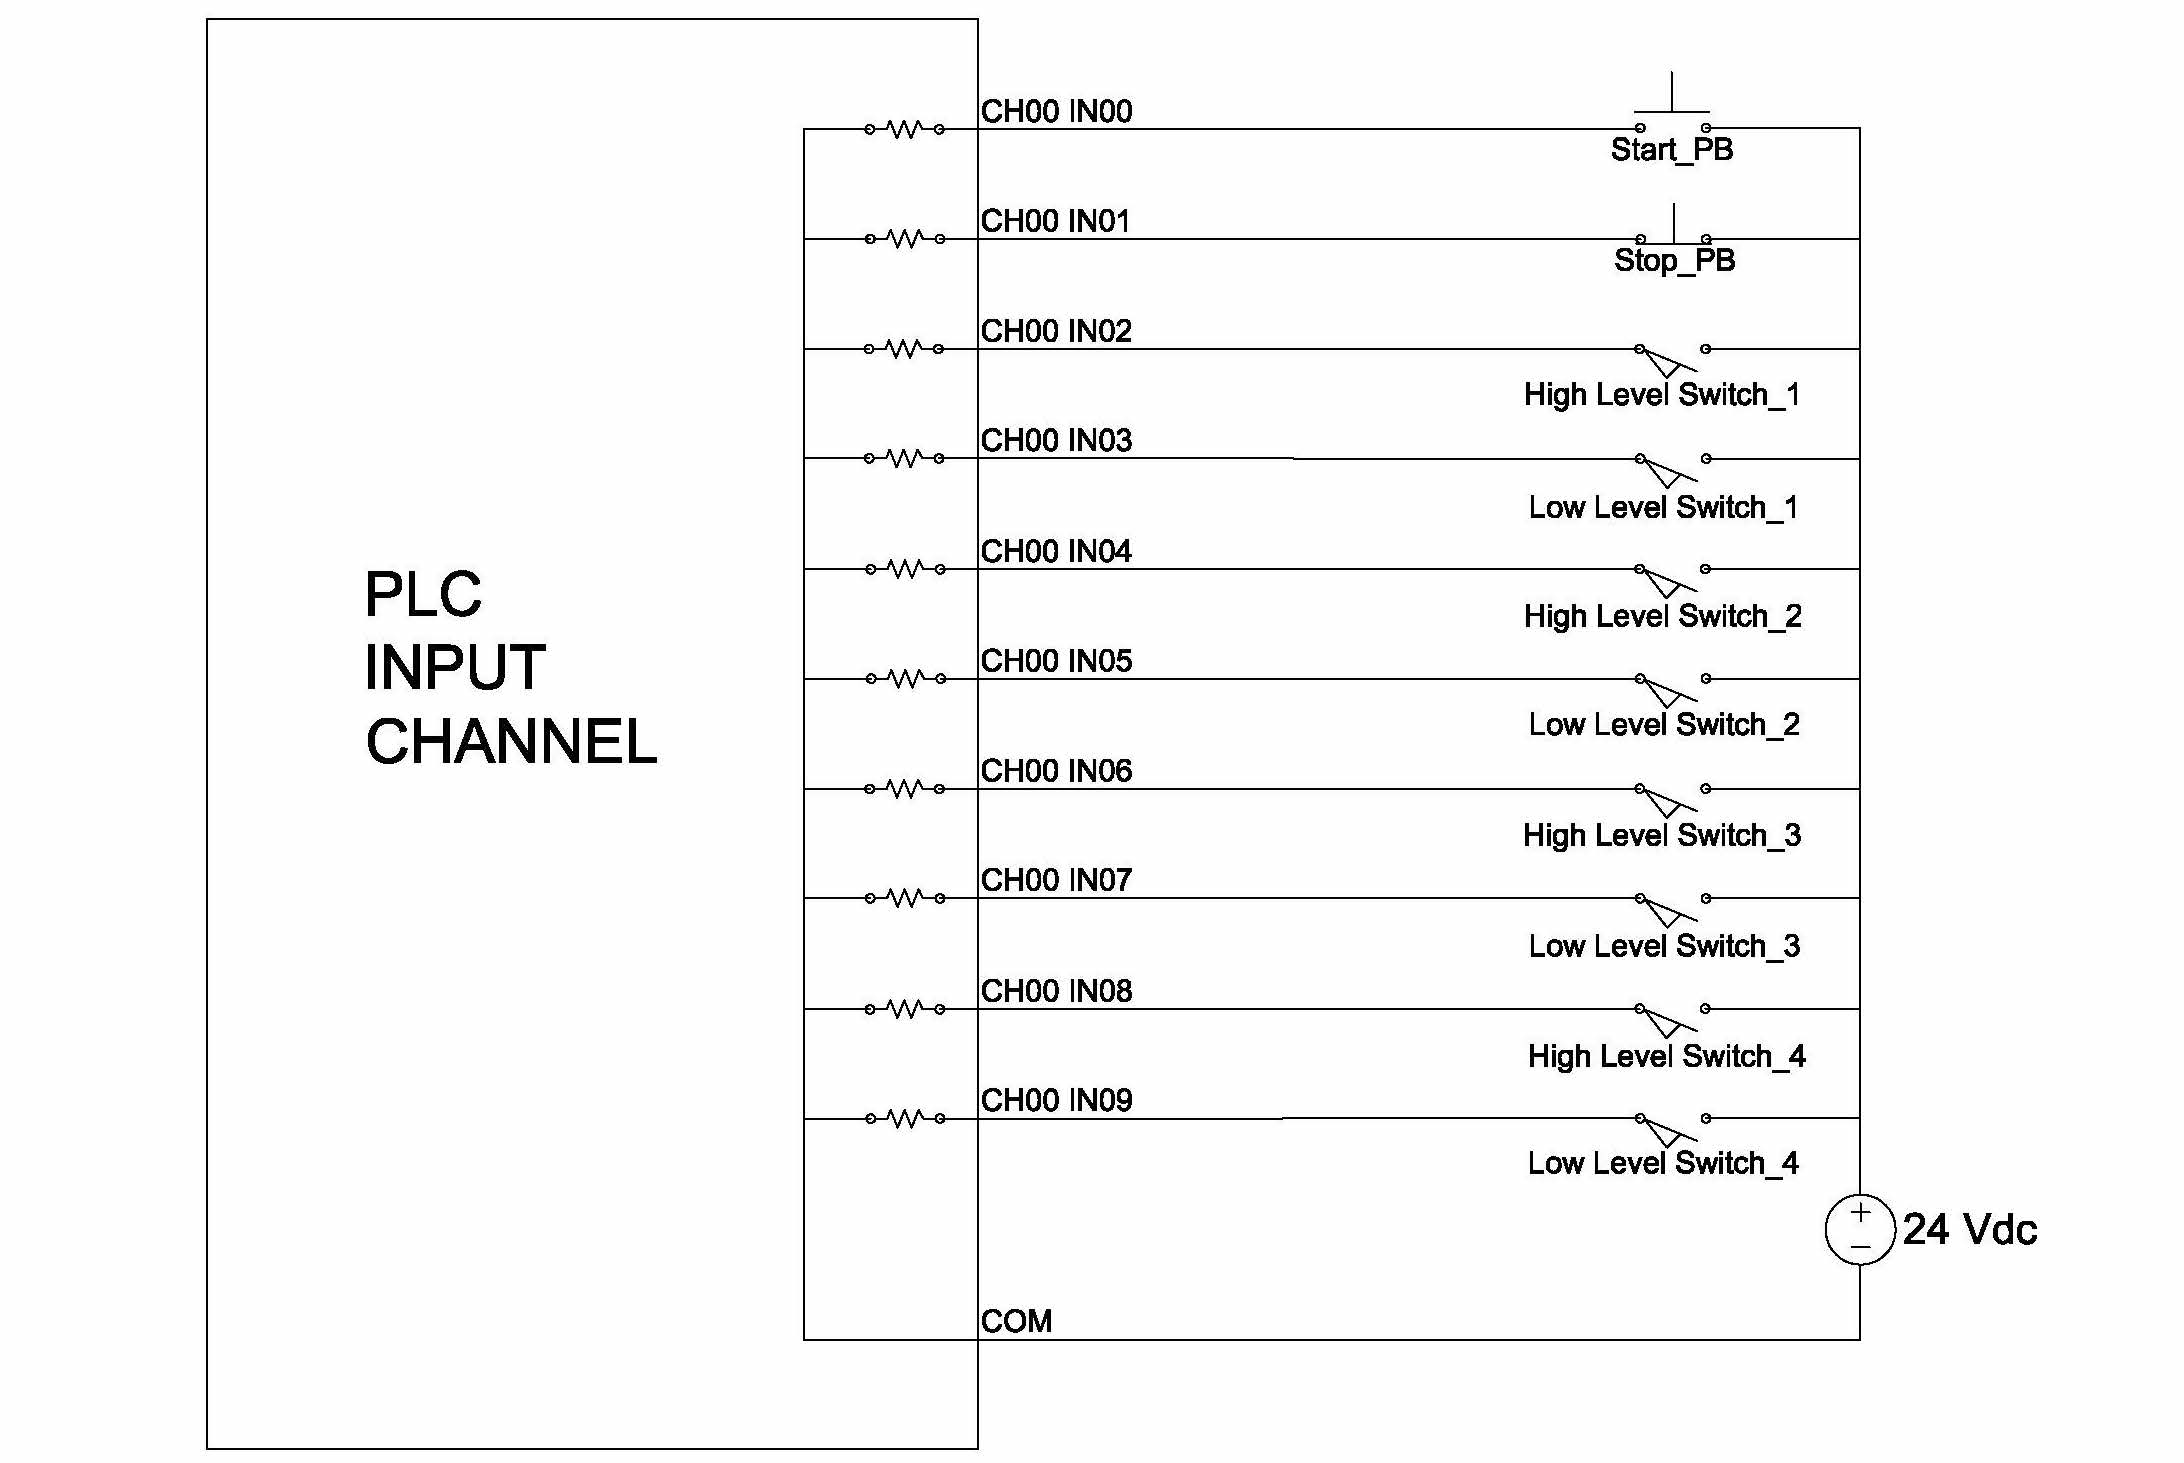 CH00 IN00
Start_PB
CH00 IN01
Stop_PB
CH00 IN02
High Level Switch_1
CH00 IN03
Low Level Switch_1
CH00 IN04
High Level Switch_2
PLC
INPUT
CHANNEL
CH00 IN05
Low Level Switch_2
CH00 IN06
High Level Switch_3
CH00 IN07
Low Level Switch_3
CH00 IN08
High Level Switch_4
CH00 IN09
Low Level Switch_4
+
−
24 Vdc
COM